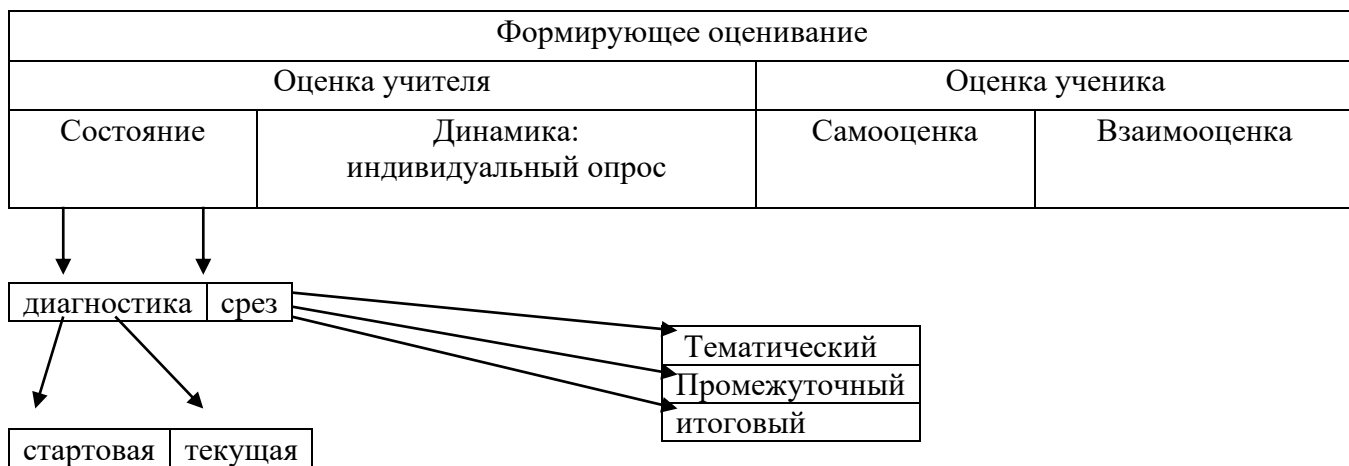 Формирующее оценивание
Оценка учителя
Оценка ученика
Состояние
Динамика:
индивидуальный опрос
Самооценка
Взаимооценка
диагностика
срез
Тематический
Промежуточный
итоговый
стартовая
текущая